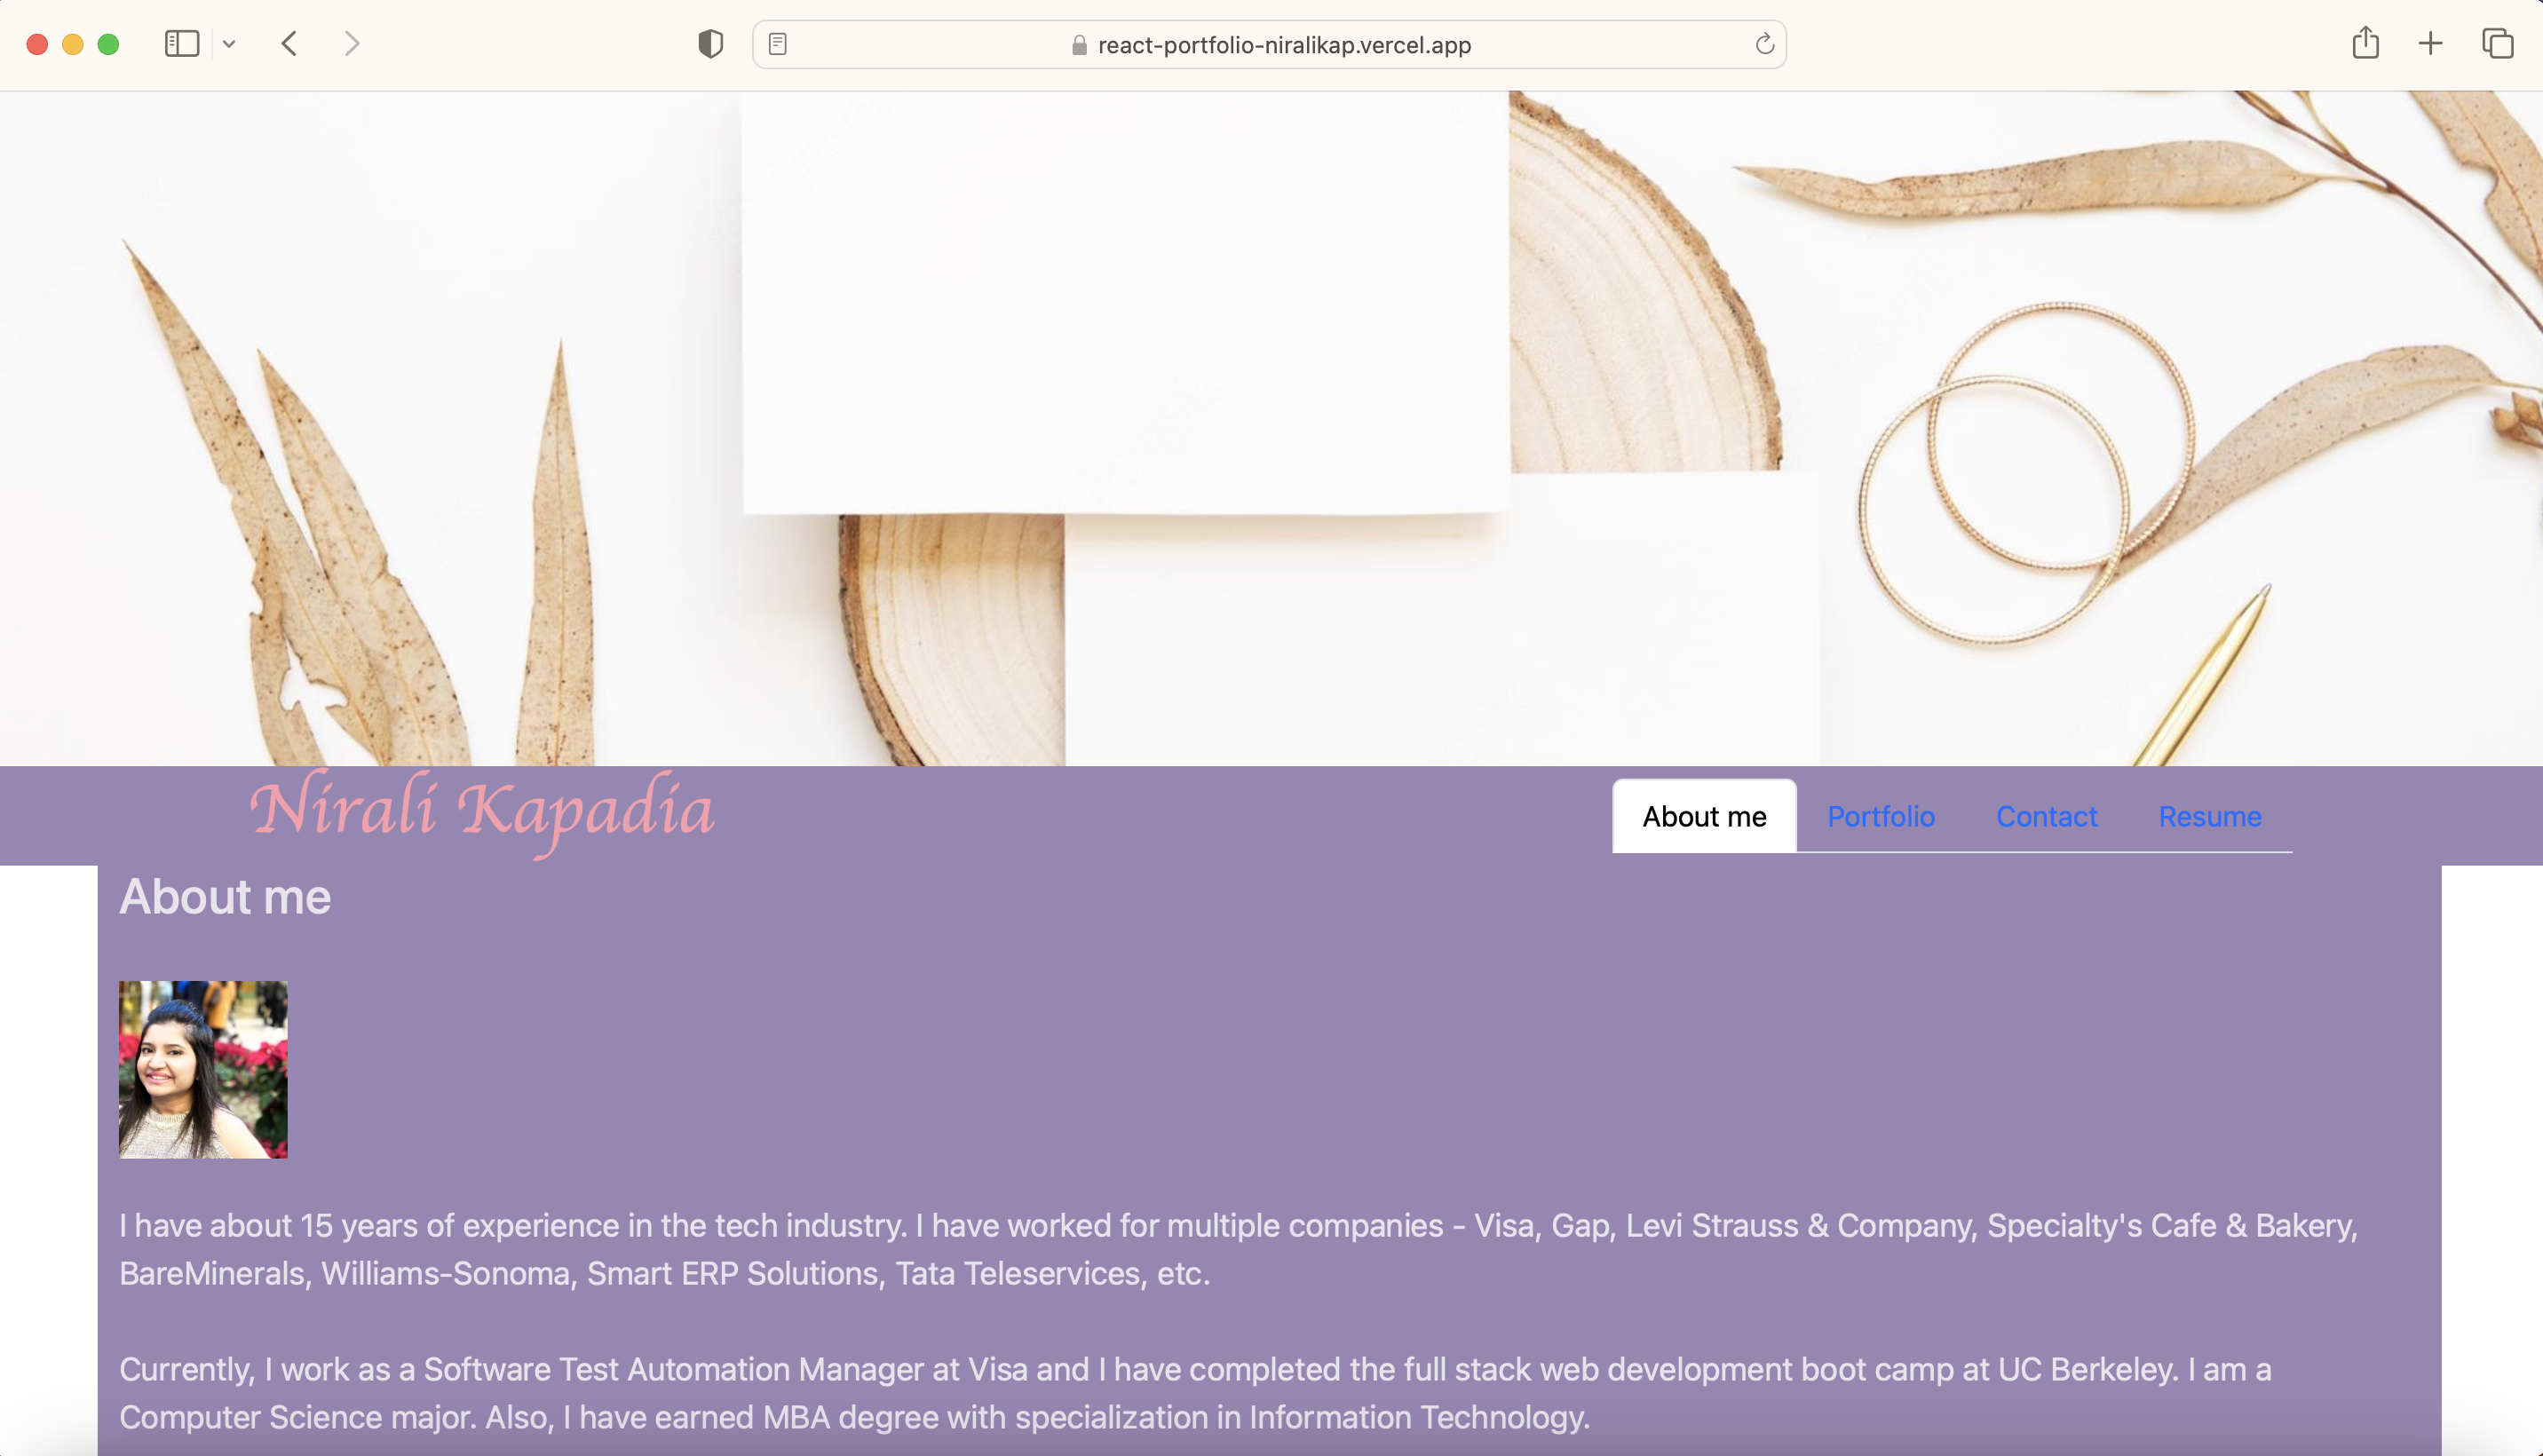 react-portfolio-niralikap.vercel.app
Nirali Kapadia
About me Portfolio Contact Resume
About me
I have about 15 years of experience in the tech industry. I have worked for multiple companies - Visa, Gap, Levi Strauss & Company, Specialty's Cafe & Bakery,
BareMinerals, Williams-Sonoma, Smart ERP Solutions, Tata Teleservices, etc.
Currently, I work as a Software Test Automation Manager at Visa and I have completed the full stack web development boot camp at UC Berkeley. I am a
Computer Science major. Also, I have earned MBA degree with specialization in Information Technology.